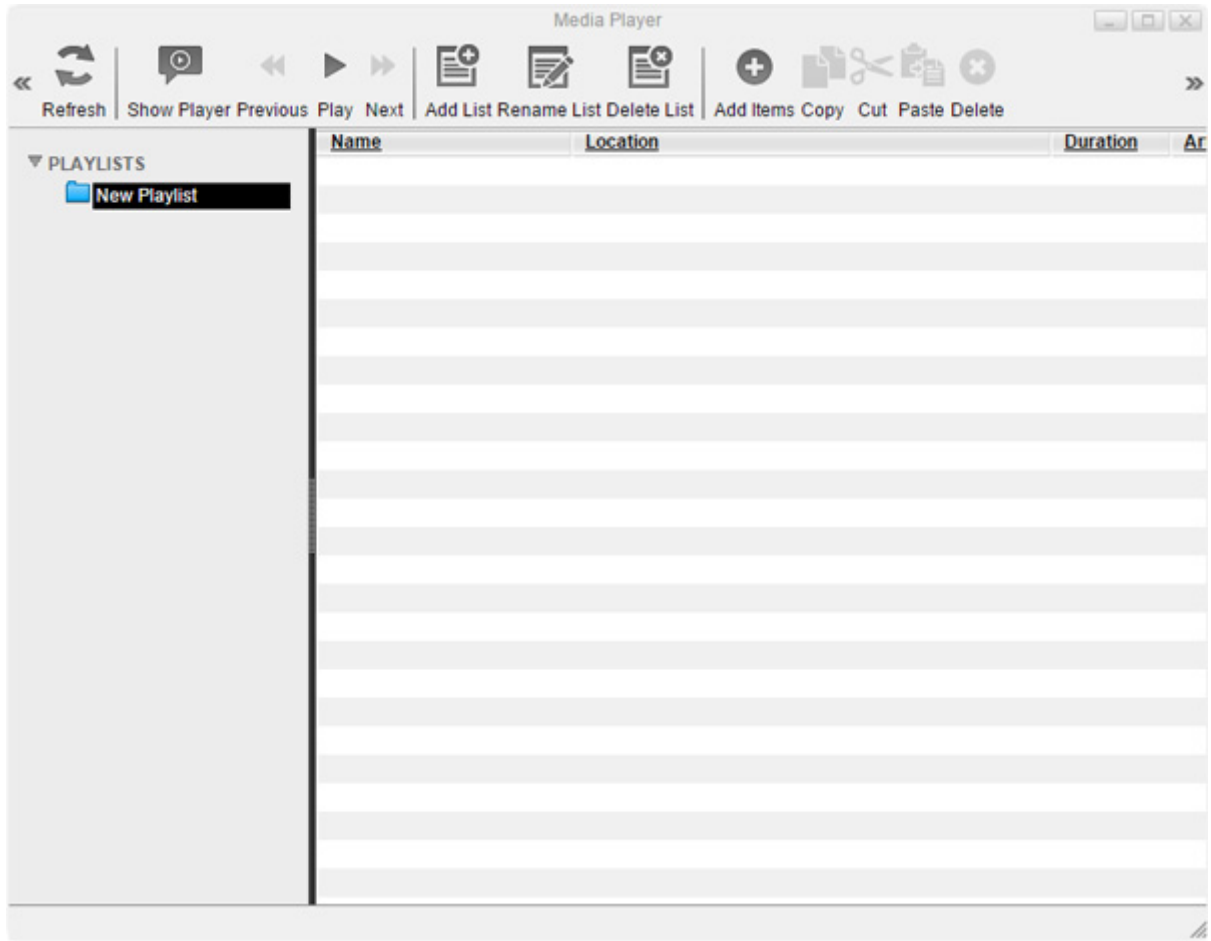 Media Player
Refresh Show Player Previous Play Next Add List Rename List Delete List Add Items Copy Cut Paste Delete
Name Location Duration Ar
PLAYLISTS
New Playlist